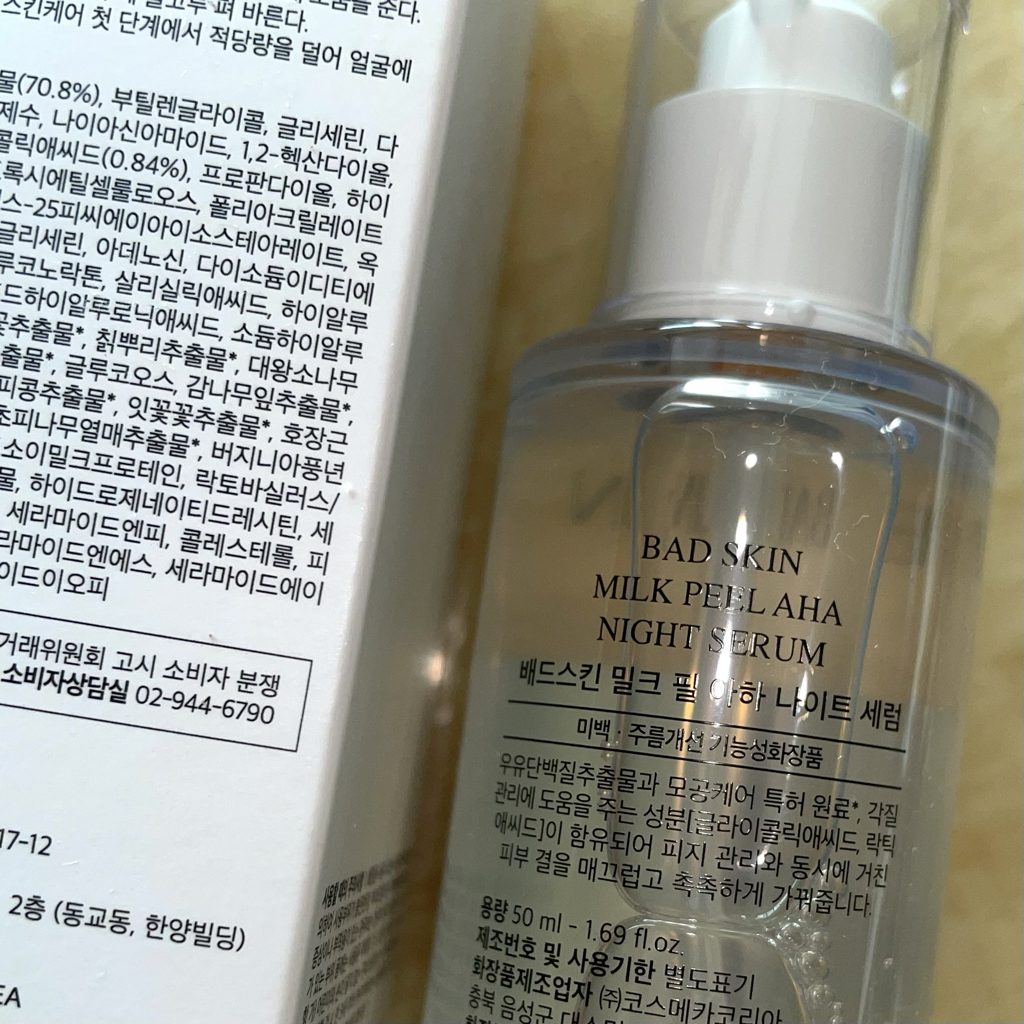 도움을 준다.
펴 바른다.
스킨케어 첫 단계에서 적당량을 덜어 얼굴에
물(70.8%), 부틸렌글라이콜, 글리세린, 다
제수, 나이아신아마이드, 1,2-헥산다이올,
콜릭애씨드(0.84%), 프로판다이올, 하이
록시에틸셀룰로오스, 폴리아크릴레이트
스-25피씨에이아이소스테아레이트, 옥
글리세린, 아데노신, 다이소듐이디티에
루코노락톤, 살리실릭애씨드, 하이알루
드하이알루로닉애씨드, 소듐하이알루
꽃추출물*, 칡뿌리추출물*, 대왕소나무
출물*, 글루코오스, 감나무잎추출물*,
피콩추출물*, 잇꽃꽃추출물*, 호장근
초피나무열매추출물*, 버지니아풍년
소이밀크프로테인, 락토바실러스/
물, 하이드로제네이티드레시틴, 세
세라마이드엔피, 콜레스테롤, 피
라마이드엔에스, 세라마이드에이
이드이오피
거래위원회 고시 소비자 분쟁
소비자상담실 02-944-6790
17-12
2층 (동교동, 한양빌딩)
EA
BAD SKIN
MILK PEEL AHA
NIGHT SERUM
배드스킨 밀크 필 아하 나이트 세럼
미백 · 주름개선 기능성화장품
우유단백질추출물과 모공케어 특허 원료*, 각질
관리에 도움을 주는 성분[글라이콜릭애씨드, 락틱
애씨드]이 함유되어 피지 관리와 동시에 거친
피부 결을 매끄럽고 촉촉하게 가꿔줍니다.
용량 50 ml - 1.69 fl.oz.
제조번호 및 사용기한 별도표기
화장품제조업자 ㈜코스메카코리아
충북 음성군 대소면